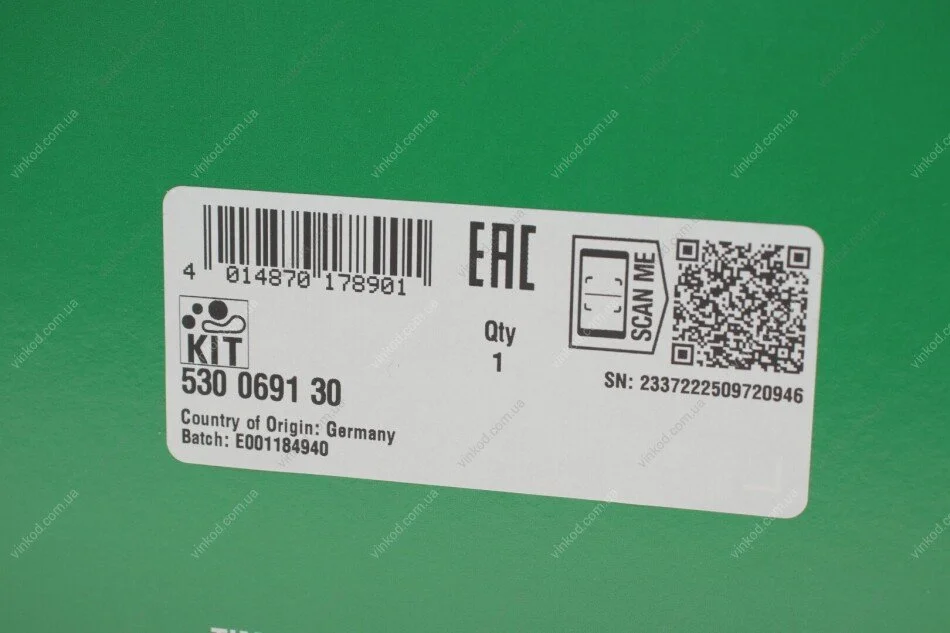 4 014870 178901
EAC
SCAN ME
KIT
Qty
1
530 0691 30
SN: 2337222509720946
Country of Origin: Germany
Batch: E001184940
vinkod.com.ua